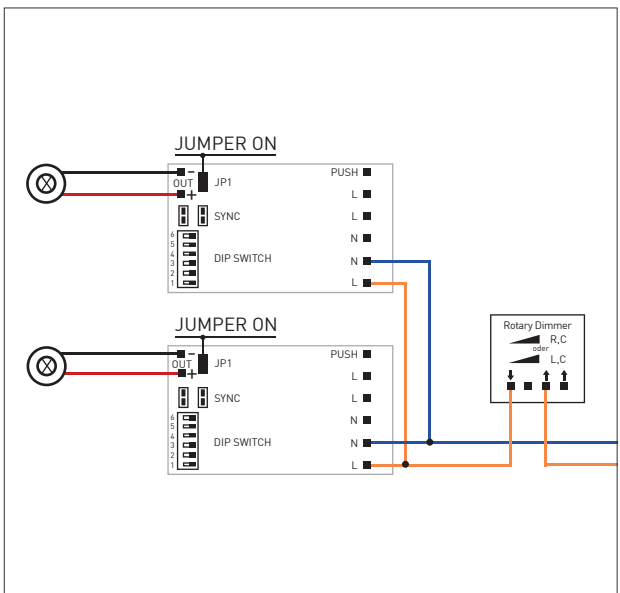 JUMPER ON
-
OUT
+
JP1
SYNC
6
5
4
3
2
1
DIP SWITCH
PUSH
L
L
N
N
L
JUMPER ON
-
OUT
+
JP1
SYNC
6
5
4
3
2
1
DIP SWITCH
PUSH
L
L
N
N
L
Rotary Dimmer
R,C
oder
L,C